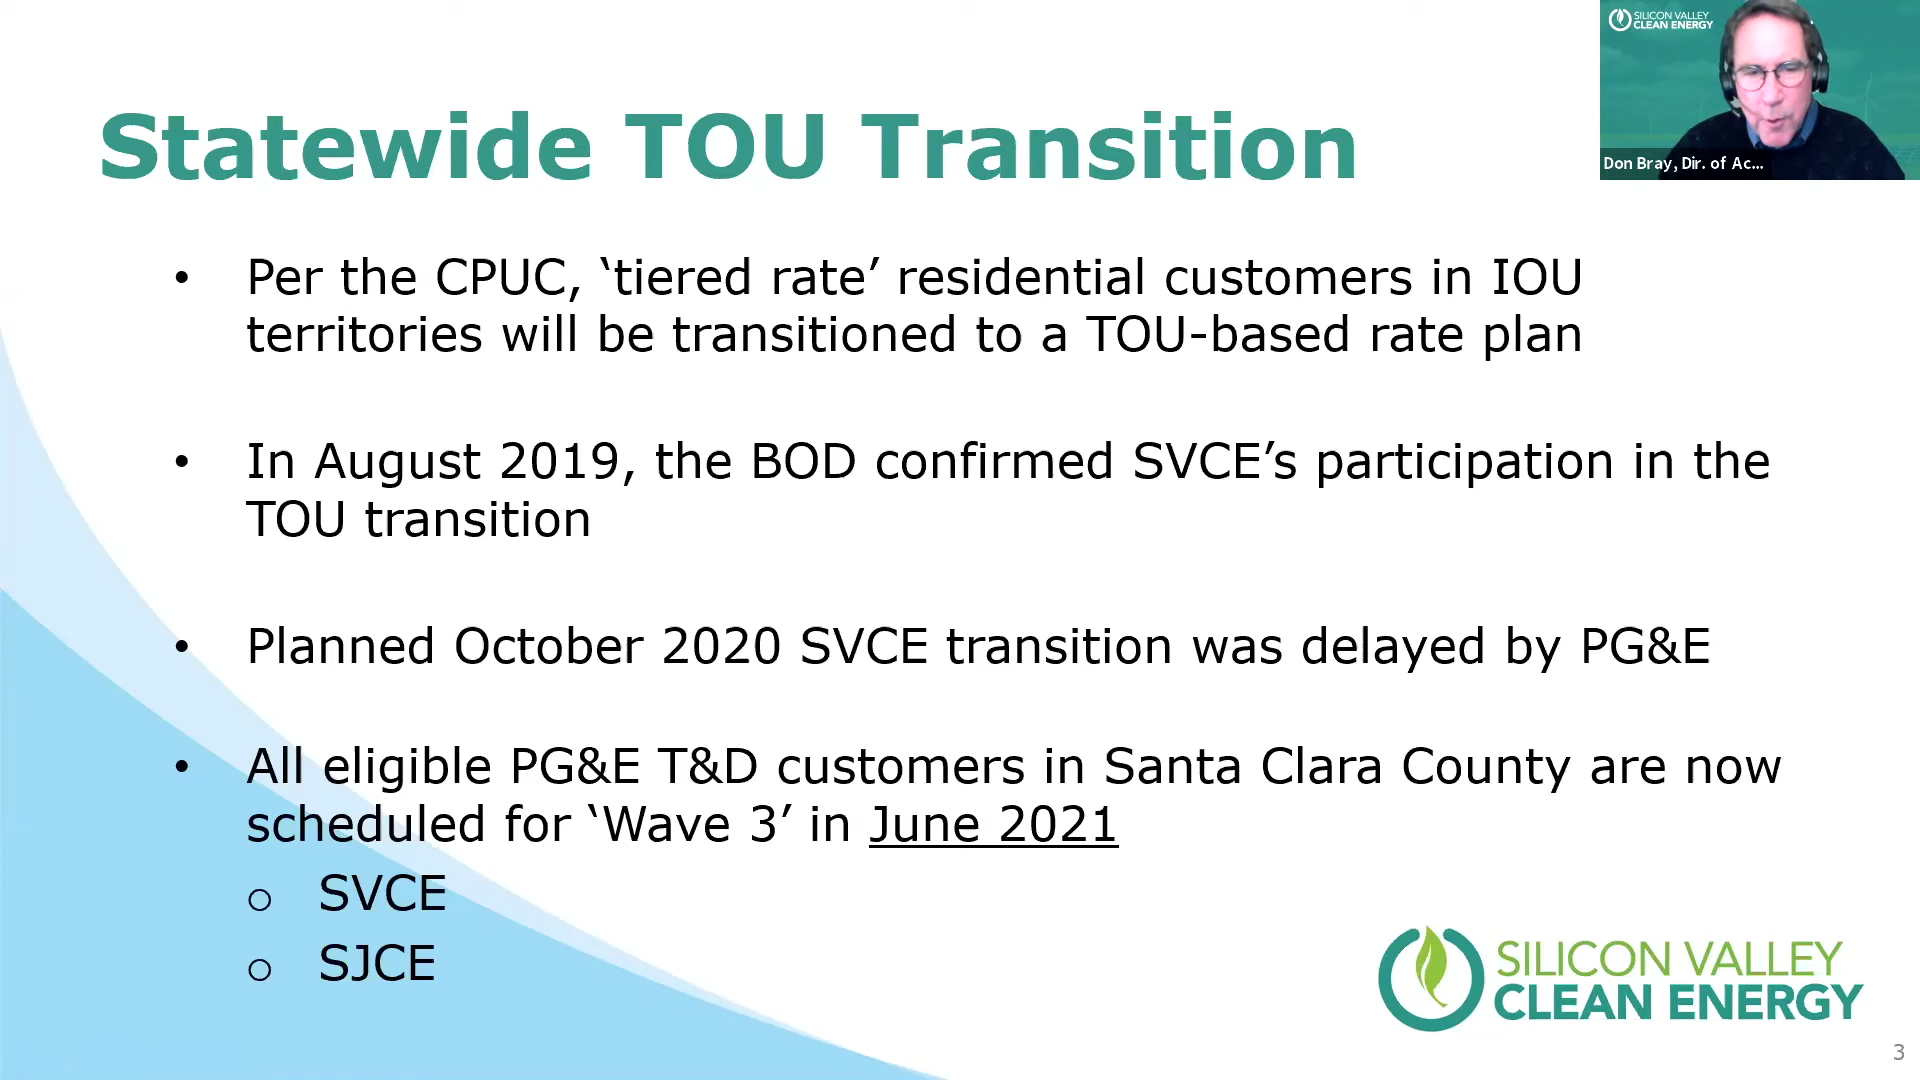 SILICON VALLEY
CLEAN ENERGY
Don Bray, Dir. of Ac...
Statewide TOU Transition
• Per the CPUC, ‘tiered rate’ residential customers in IOU
territories will be transitioned to a TOU-based rate plan
• In August 2019, the BOD confirmed SVCE’s participation in the
TOU transition
• Planned October 2020 SVCE transition was delayed by PG&E
• All eligible PG&E T&D customers in Santa Clara County are now
scheduled for ‘Wave 3’ in June 2021
o SVCE
o SJCE
SILICON VALLEY
CLEAN ENERGY
3